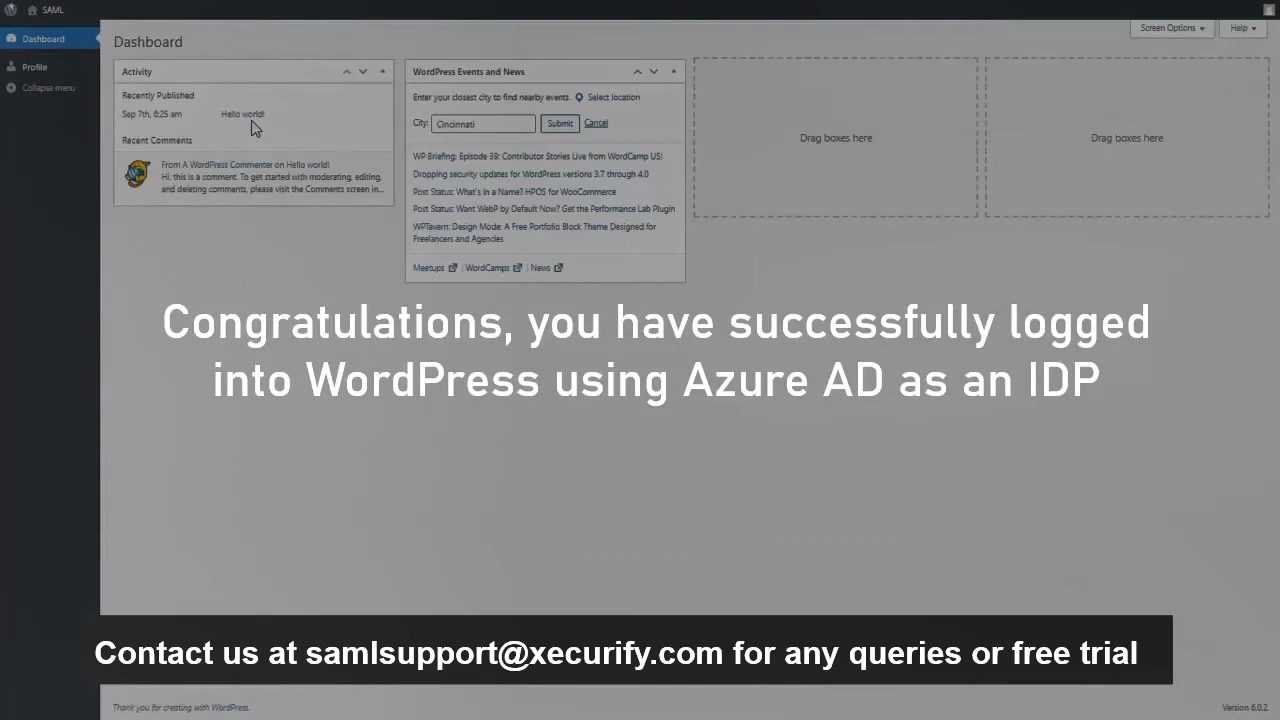 SAML
Dashboard
Profile
Collapse menu
Screen Options
Help
Dashboard
Activity
Recently Published
Sep 7th, 6:25 am Hello world!
Recent Comments
From A WordPress Commenter on Hello world!
Hi, this is a comment. To get started with moderating, editing,
and deleting comments, please visit the Comments screen in...
WordPress Events and News
Enter your closest city to find nearby events. Select location
City: Cincinnati Submit Cancel
WP Briefing: Episode 39: Contributor Stories Live from WordCamp US!
Dropping security updates for WordPress versions 3.7 through 4.0
Post Status: What's in a Name? HPOS for WooCommerce
Post Status: Want WebP by Default Now? Get the Performance Lab Plugin
WPTavern: Design Mode: A Free Portfolio Block Theme Designed for
Freelancers and Agencies
Meetups | WordCamps | News
Drag boxes here
Drag boxes here
Congratulations, you have successfully logged
into WordPress using Azure AD as an IDP
Contact us at samlsupport@xecurify.com for any queries or free trial
Thank you for creating with WordPress.
Version 6.0.2